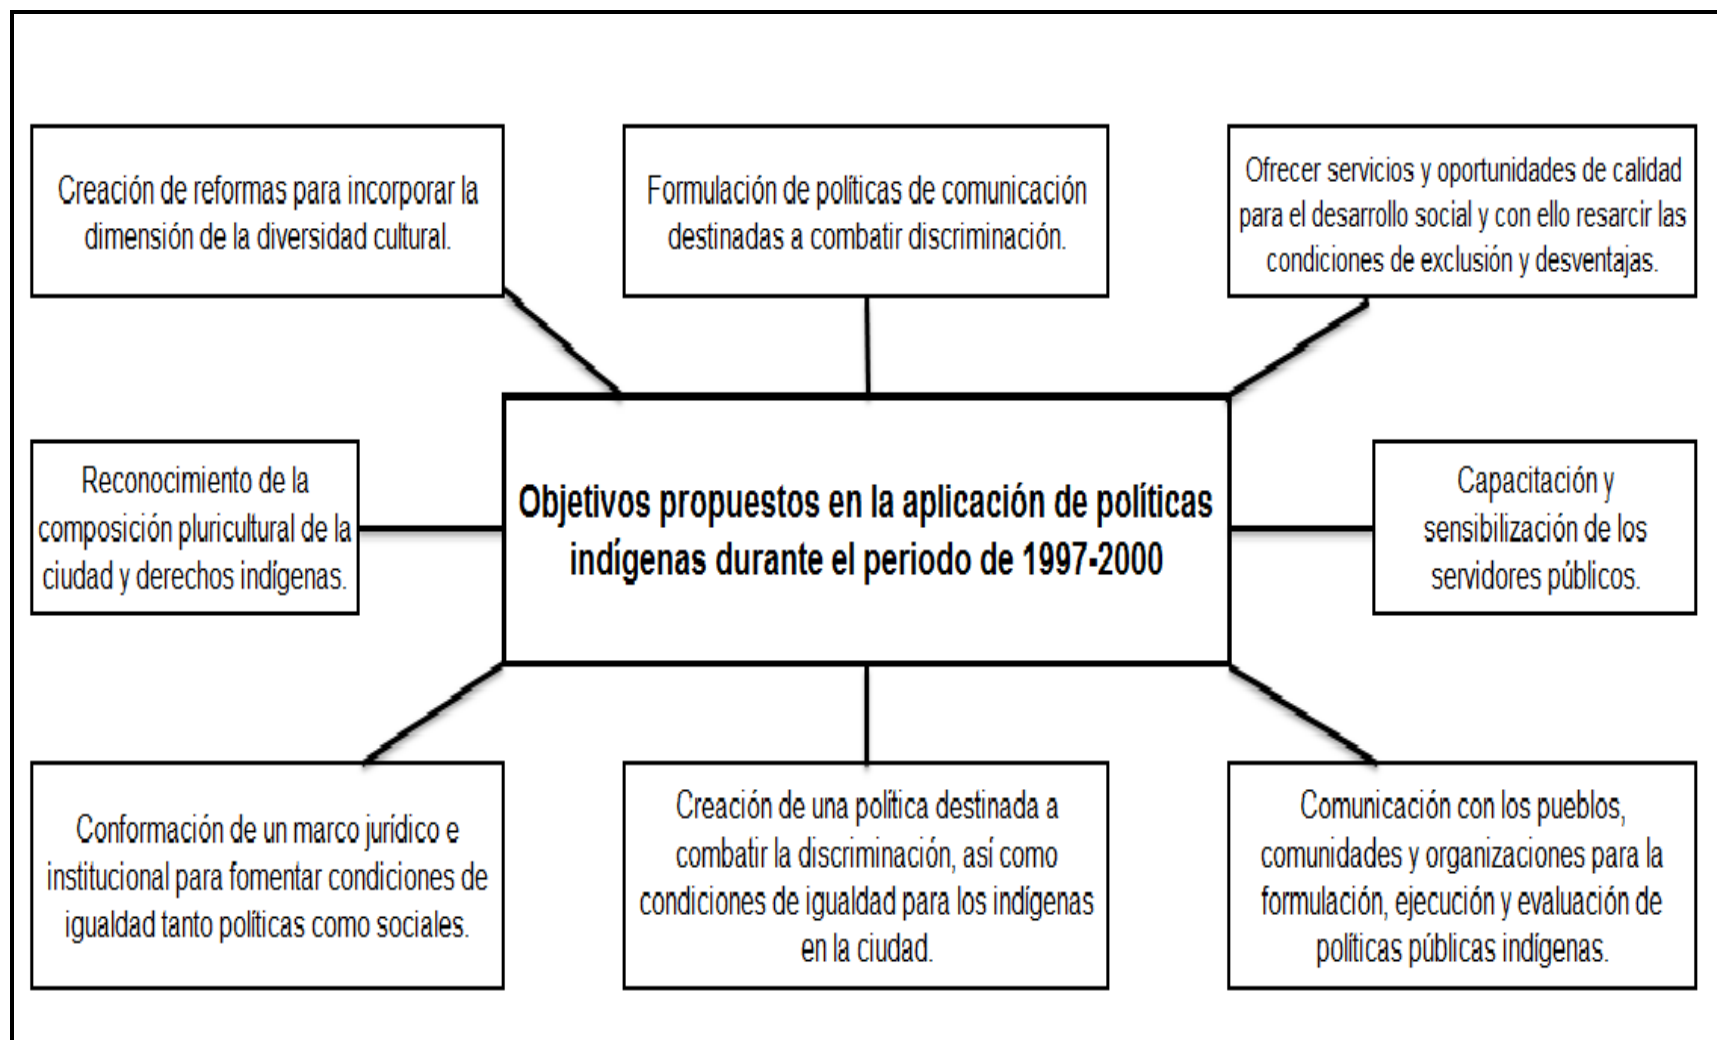 Creación de reformas para incorporar la
dimensión de la diversidad cultural.
Formulación de políticas de comunicación
destinadas a combatir discriminación.
Ofrecer servicios y oportunidades de calidad
para el desarrollo social y con ello resarcir las
condiciones de exclusión y desventajas.
Reconocimiento de la
composición pluricultural de la
ciudad y derechos indígenas.
Objetivos propuestos en la aplicación de políticas
indígenas durante el periodo de 1997-2000
Capacitación y
sensibilización de los
servidores públicos.
Conformación de un marco jurídico e
institucional para fomentar condiciones de
igualdad tanto políticas como sociales.
Creación de una política destinada a
combatir la discriminación, así como
condiciones de igualdad para los indígenas
en la ciudad.
Comunicación con los pueblos,
comunidades y organizaciones para la
formulación, ejecución y evaluación de
políticas públicas indígenas.